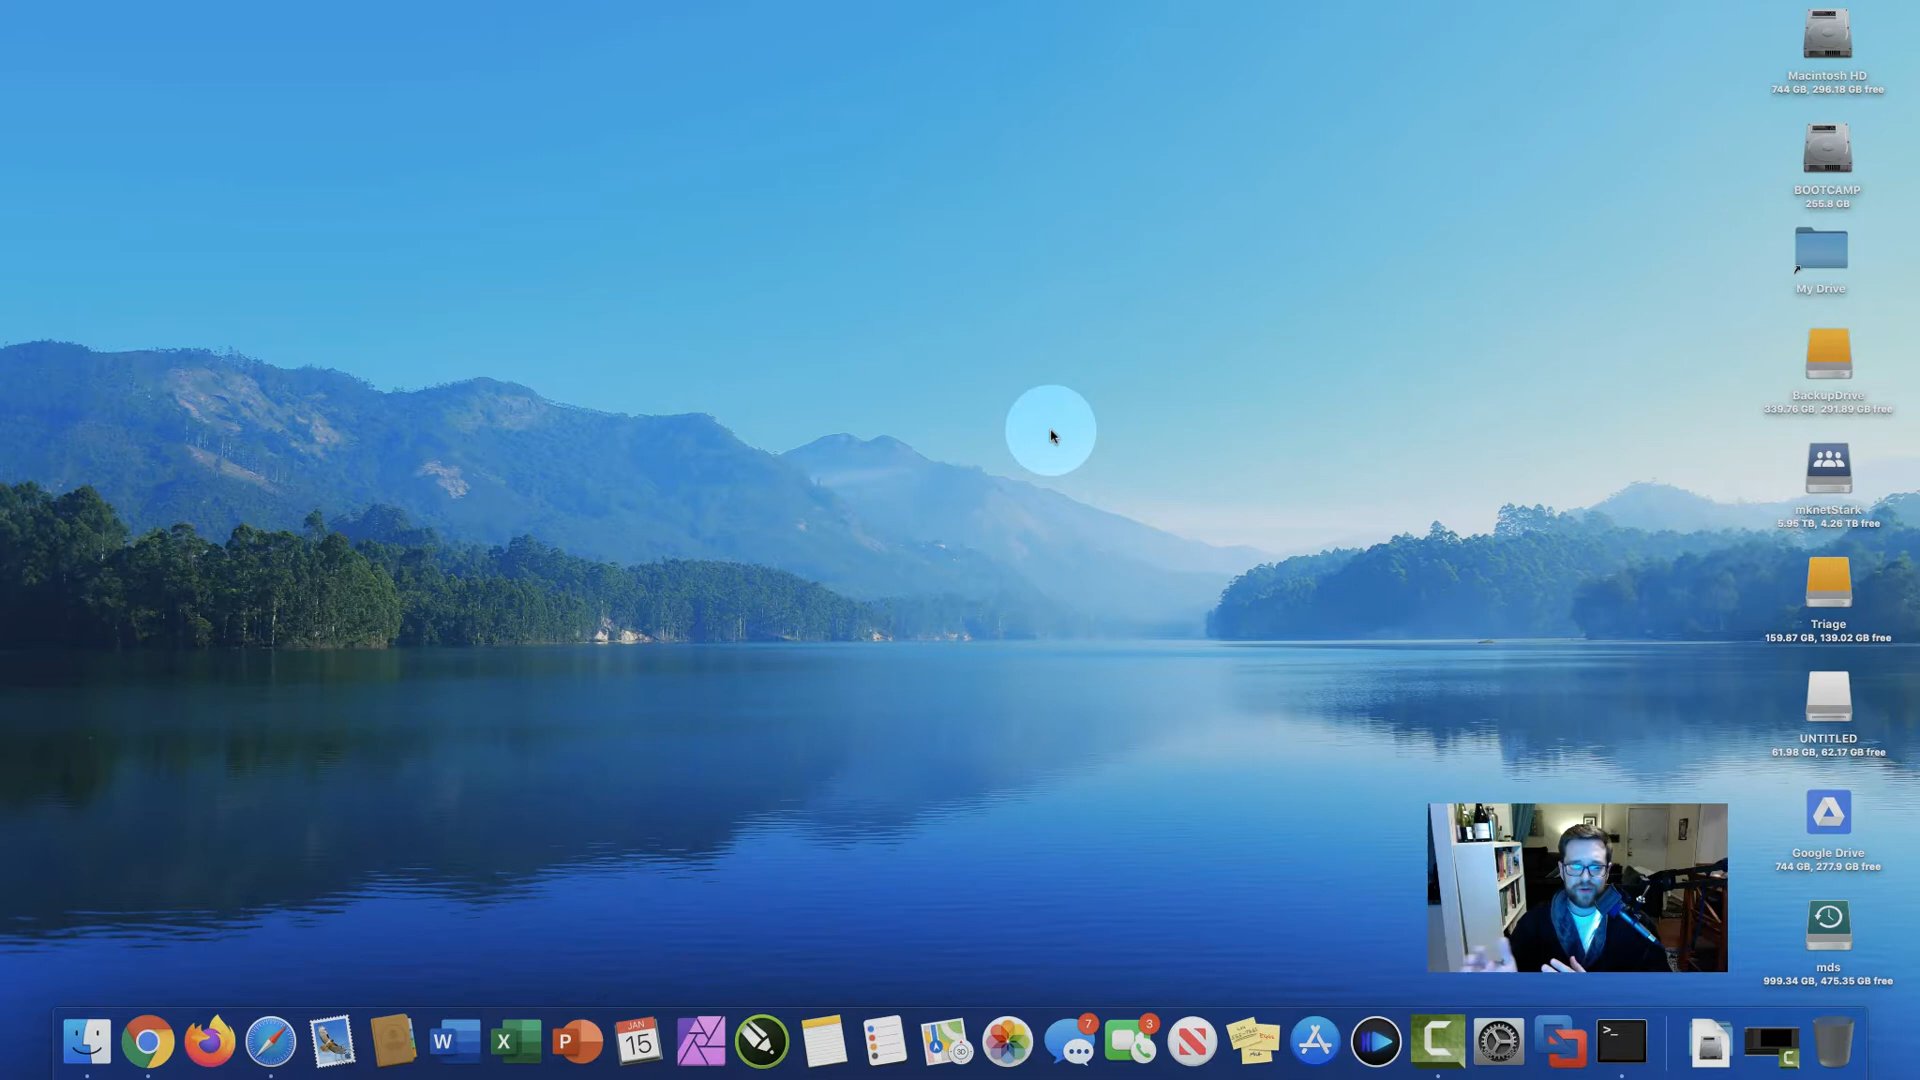 Macintosh HD
744 GB, 296.18 GB free
BOOTCAMP
255.8 GB
My Drive
BackupDrive
339.76 GB, 291.89 GB free
mknetStark
5.95 TB, 4.26 TB free
Triage
159.87 GB, 139.02 GB free
UNTITLED
61.98 GB, 62.17 GB free
Google Drive
744 GB, 277.9 GB free
mds
999.34 GB, 475.35 GB free
W
X
P
JAN
15
3D
7
3
N
C
>_
C